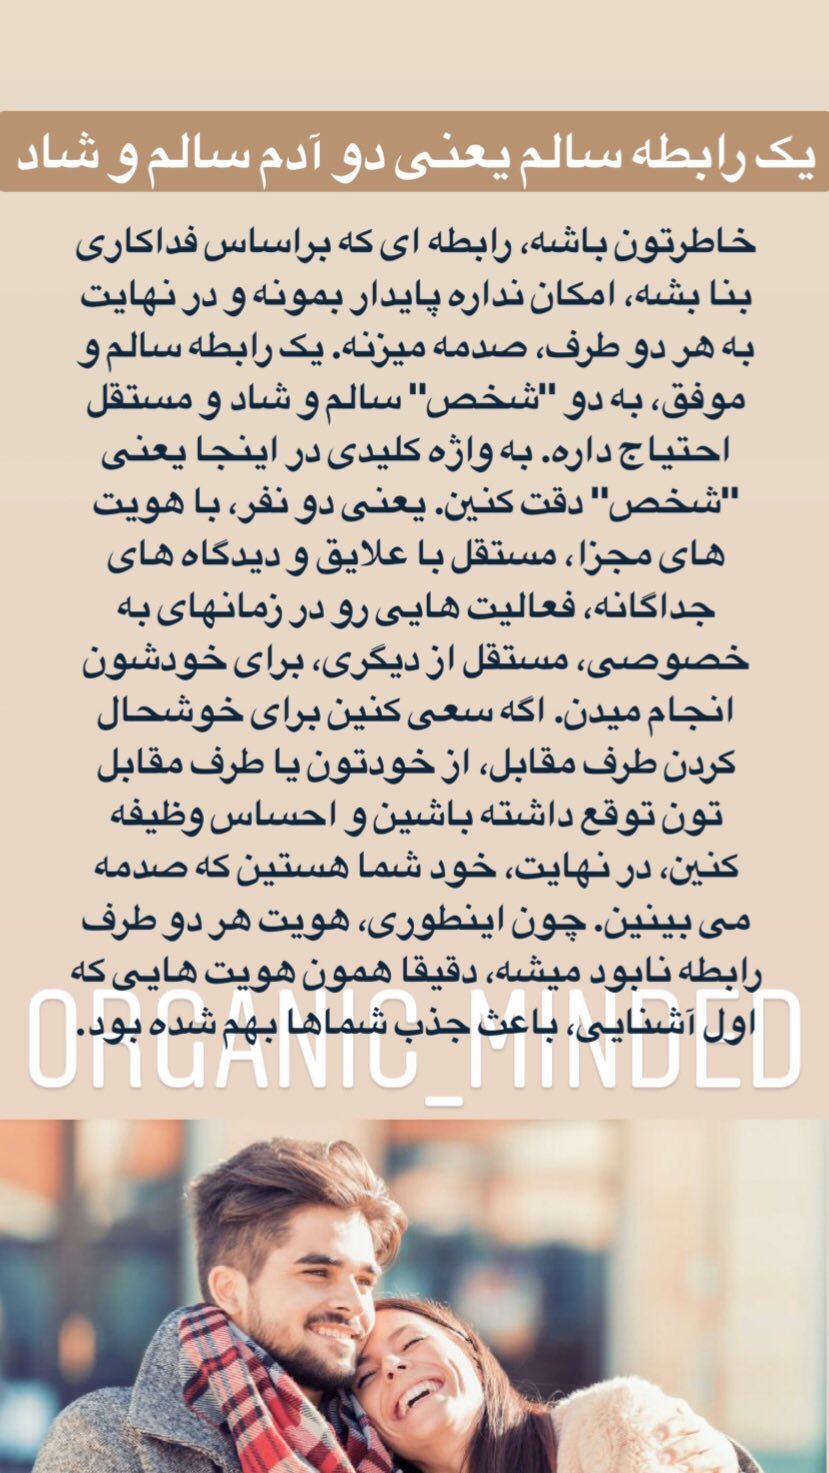 یک رابطه سالم یعنی دو آدم سالم و شاد
خاطرتون باشه، رابطه ای که براساس فداکاری
بنا بشه، امکان نداره پایدار بمونه و در نهایت
به هر دو طرف، صدمه میزنه. یک رابطه سالم و
موفق، به دو "شخص" سالم و شاد و مستقل
احتیاج داره. به واژه کلیدی در اینجا یعنی
"شخص" دقت کنین. یعنی دو نفر، با هویت
های مجزا، مستقل با علایق و دیدگاه های
جداگانه، فعالیت هایی رو در زمانهای به
خصوصی، مستقل از دیگری، برای خودشون
انجام میدن. اگه سعی کنین برای خوشحال
کردن طرف مقابل، از خودتون یا طرف مقابل
تون توقع داشته باشین و احساس وظیفه
کنین، در نهایت، خود شما هستین که صدمه
می بینین. چون اینطوری، هویت هر دو طرف
رابطه نابود میشه، دقیقا همون هویت هایی که
اول آشنایی، باعث جذب شماها بهم شده بود.
ORGANIC_MINDED